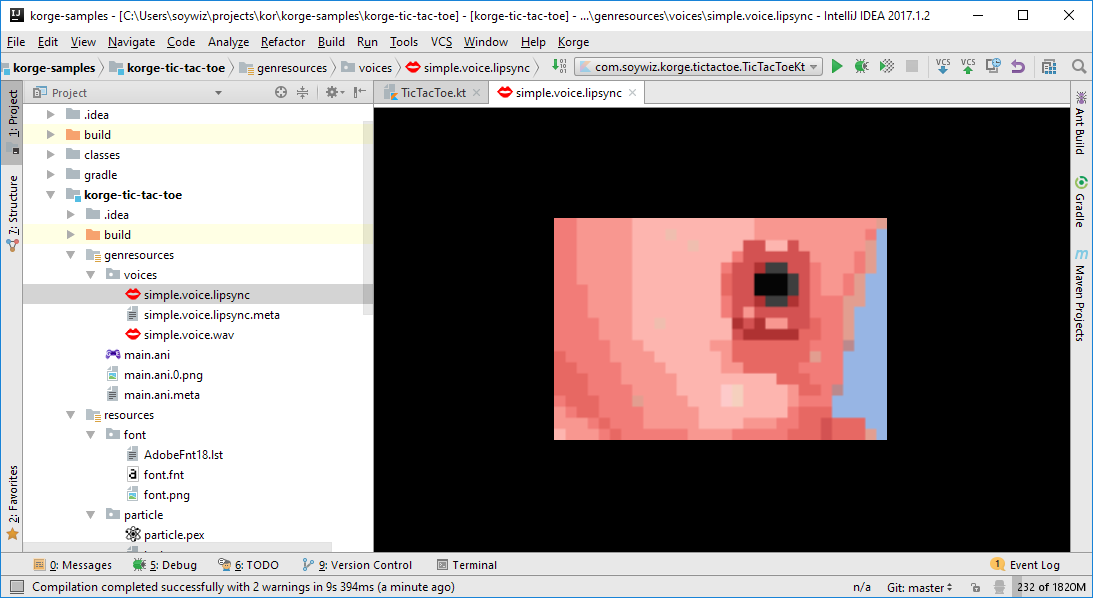 korge-samples - [C:\Users\soywiz\projects\kor\korge-samples\korge-tic-tac-toe] - [korge-tic-tac-toe] - ...\genresources\voices\simple.voice.lipsync - IntelliJ IDEA 2017.1.2
File Edit View Navigate Code Analyze Refactor Build Run Tools VCS Window Help Korge
korge-samples korge-tic-tac-toe genresources voices simple.voice.lipsync com.soywiz.korge.tictactoe.TicTacToeKt VCS VCS
Project
TicTacToe.kt simple.voice.lipsync
1: Project
7: Structure
2: Favorites
.idea
build
classes
gradle
korge-tic-tac-toe
.idea
build
genresources
voices
simple.voice.lipsync
simple.voice.lipsync.meta
simple.voice.wav
main.ani
main.ani.0.png
main.ani.meta
resources
font
AdobeFnt18.lst
font.fnt
font.png
particle
particle.pex
Ant Build
Gradle
Maven Projects
0: Messages 5: Debug 6: TODO 9: Version Control Terminal 1 Event Log
Compilation completed successfully with 2 warnings in 9s 394ms (a minute ago) n/a Git: master 232 of 1820M